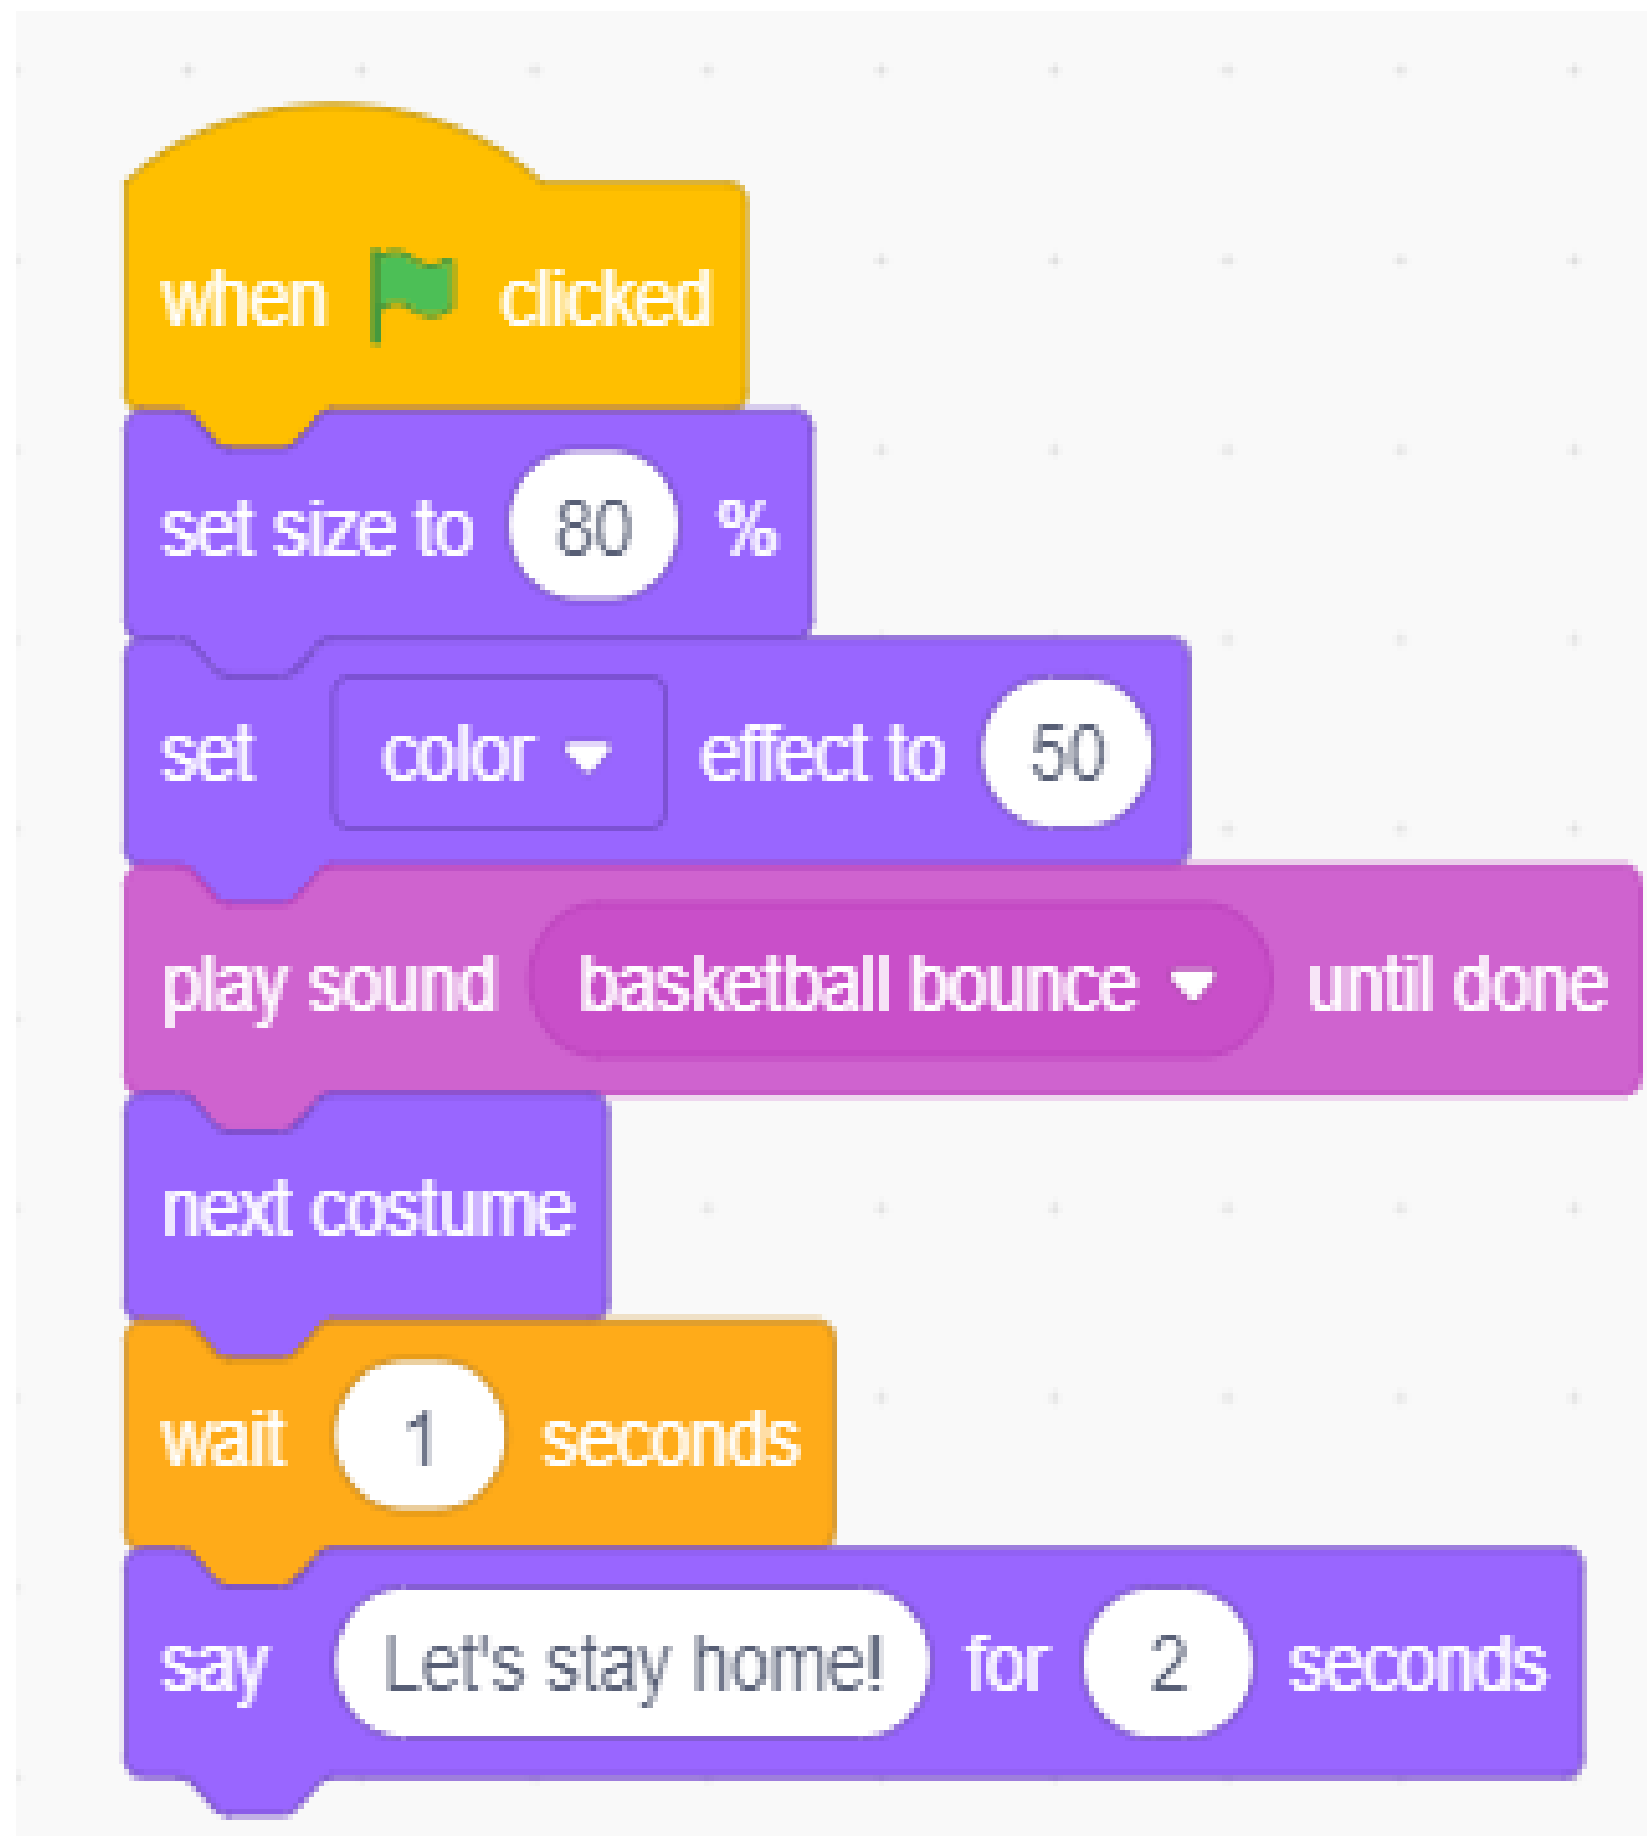 when clicked
set size to 80 %
set color effect to 50
play sound basketball bounce until done
next costume
wait 1 seconds
say Let's stay home! for 2 seconds